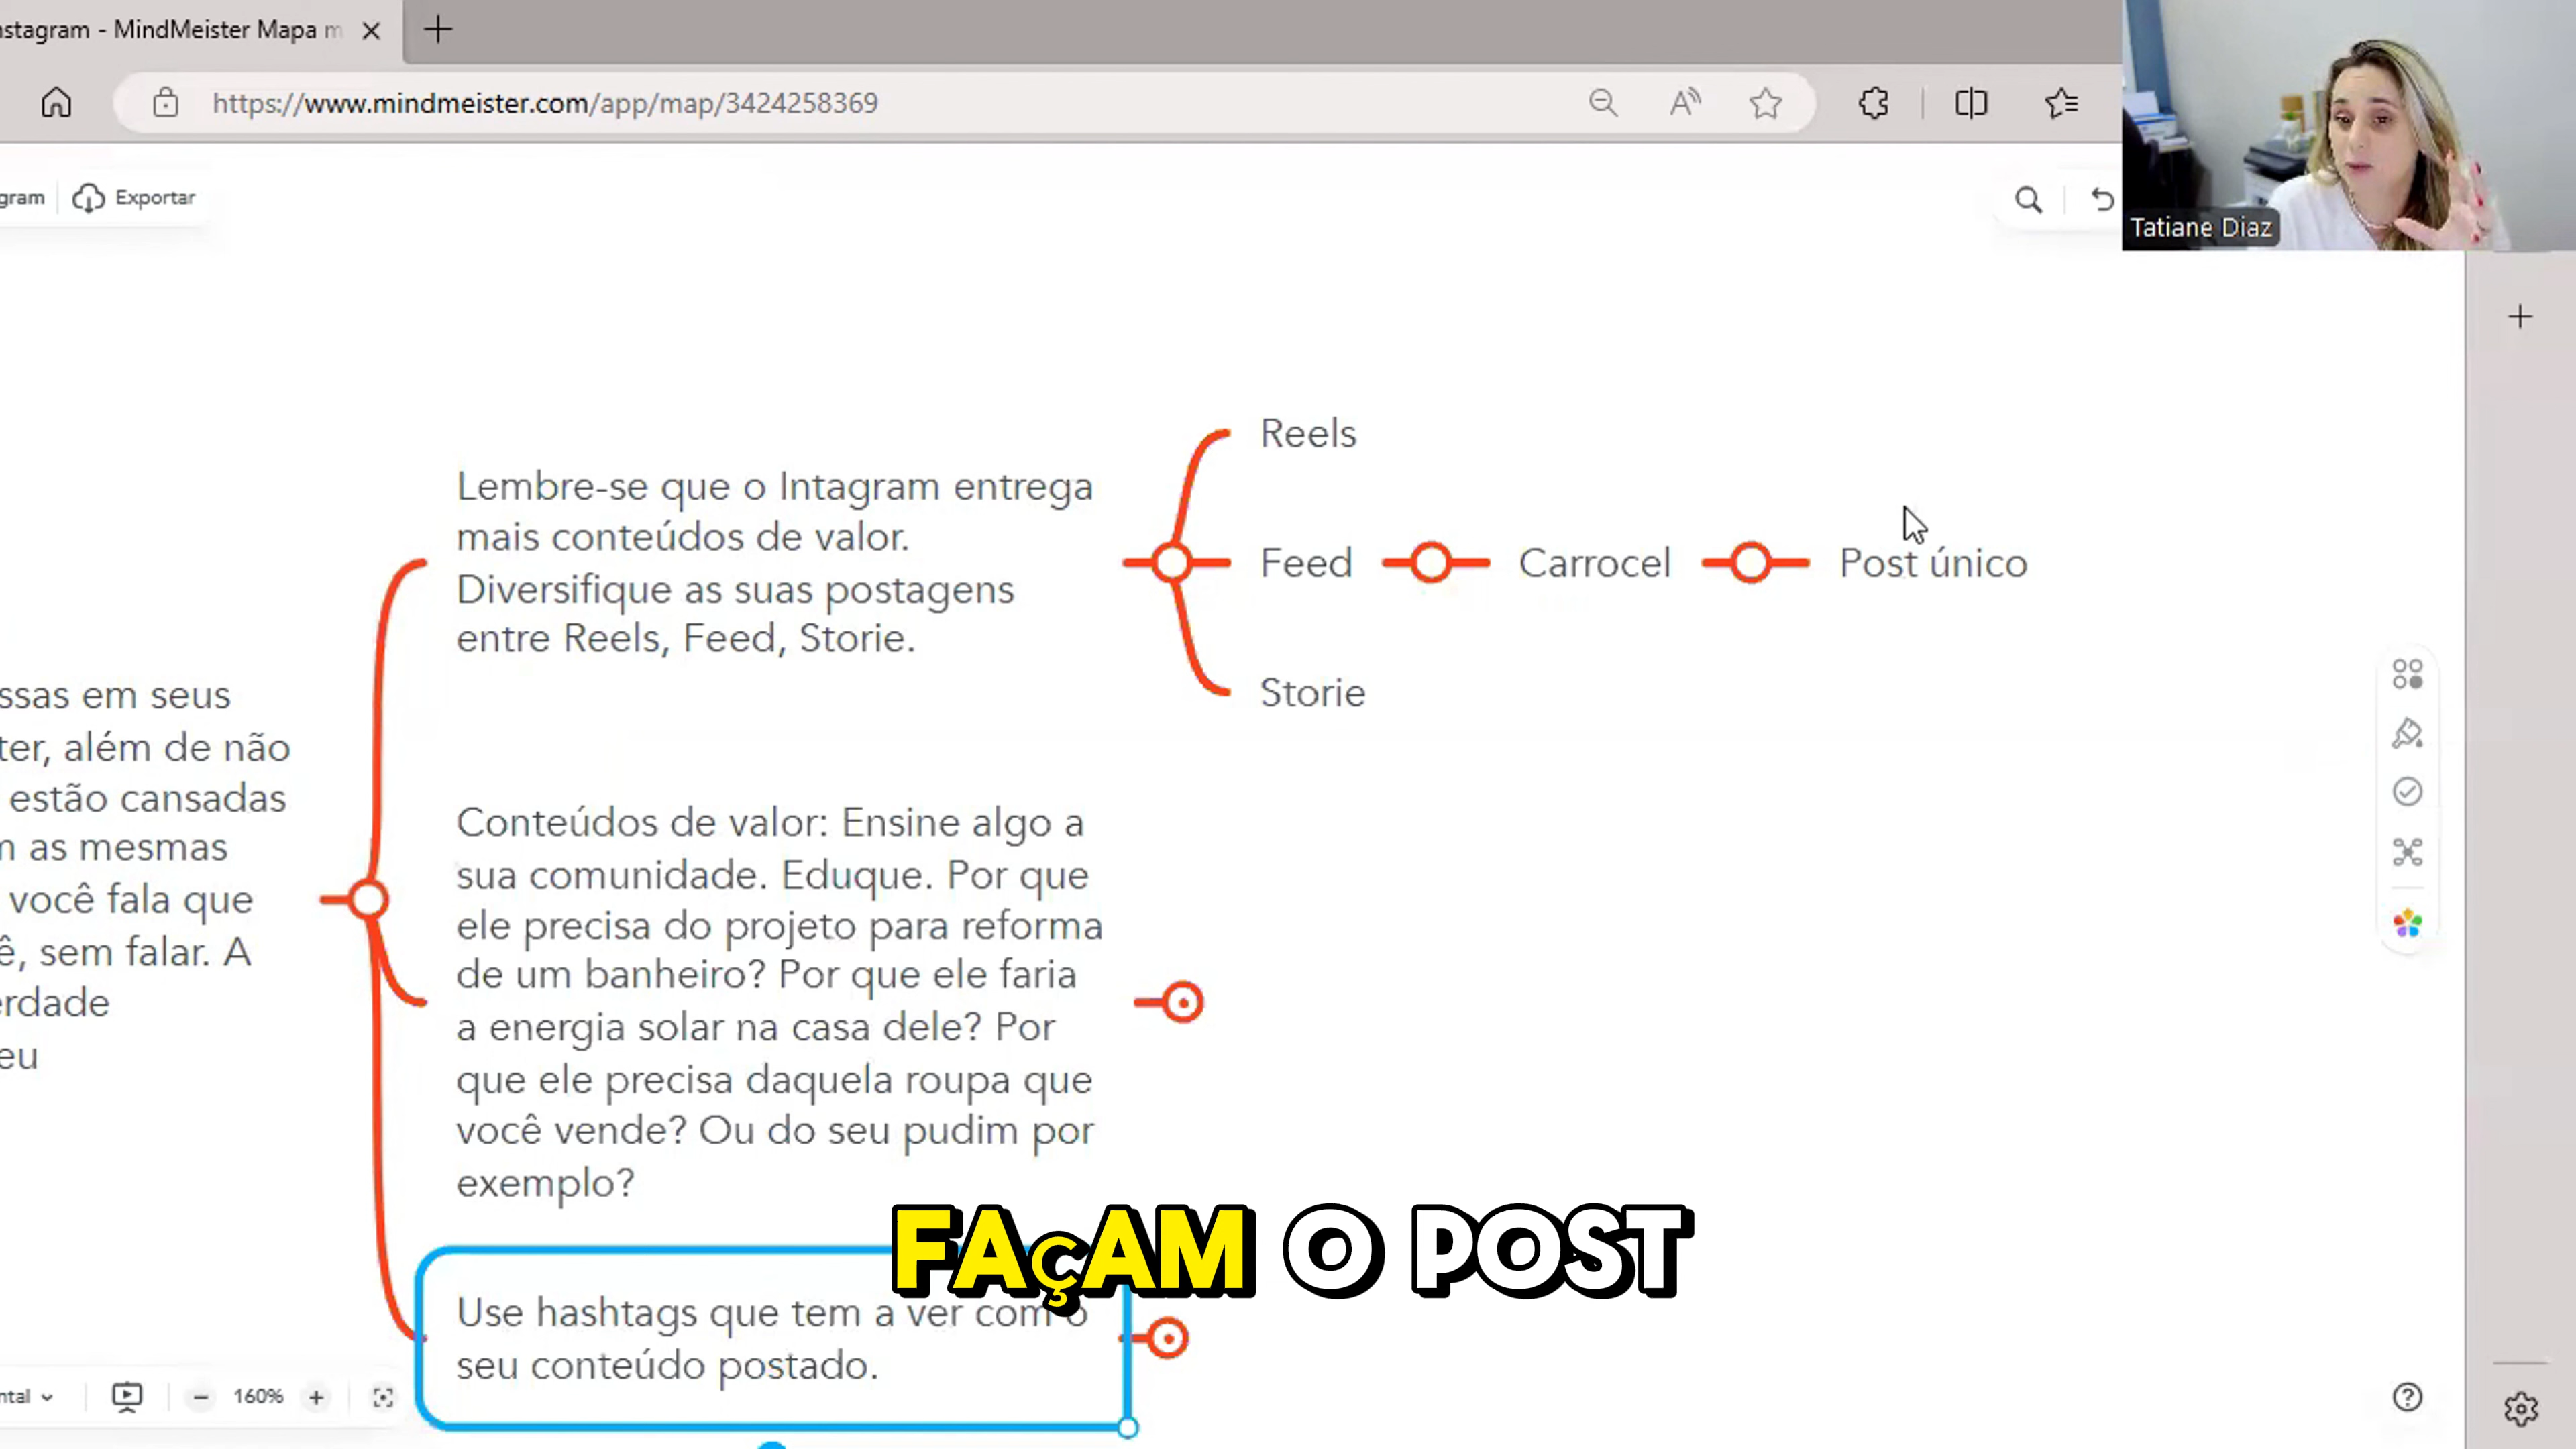 nstagram - MindMeister Mapa m
https://www.mindmeister.com/app/map/3424258369
gram
Exportar
Tatiane Diaz
Lembre-se que o Intagram entrega
mais conteúdos de valor.
Diversifique as suas postagens
entre Reels, Feed, Storie.
Reels
Feed
Carrocel
Post único
Storie
ssas em seus
ter, além de não
estão cansadas
m as mesmas
você fala que
ê, sem falar. A
erdade
eu
Conteúdos de valor: Ensine algo a
sua comunidade. Eduque. Por que
ele precisa do projeto para reforma
de um banheiro? Por que ele faria
a energia solar na casa dele? Por
que ele precisa daquela roupa que
você vende? Ou do seu pudim por
exemplo?
FAÇAM O POST
Use hashtags que tem a ver com o
seu conteúdo postado.
ntal
160%